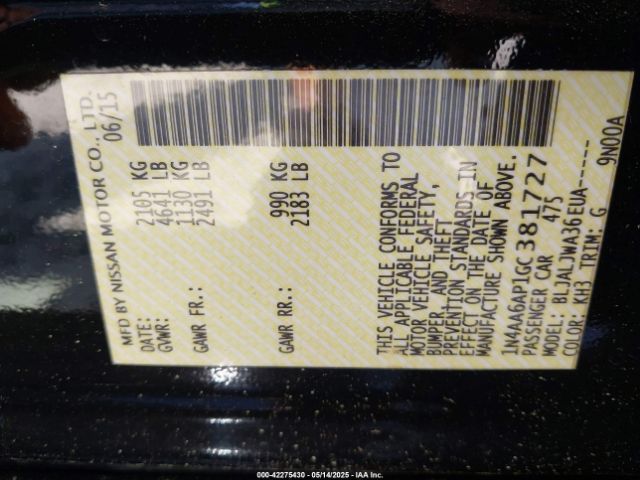 MFD BY NISSAN MOTOR CO., LTD.
DATE: 06/15
GVWR: 2105 KG
4641 LB
GAWR FR.: 1130 KG
2491 LB
GAWR RR.: 990 KG
2183 LB
THIS VEHICLE CONFORMS TO
ALL APPLICABLE FEDERAL
MOTOR VEHICLE SAFETY,
BUMPER, AND THEFT
PREVENTION STANDARDS IN
EFFECT ON THE DATE OF
MANUFACTURE SHOWN ABOVE.
1N4AA6AP1GC381727
PASSENGER CAR 475
MODEL: BLJALJWA36EUA-----
COLOR: KH3 TRIM: G 9N00A
000-42275430 - 05/14/2025 - IAA Inc.